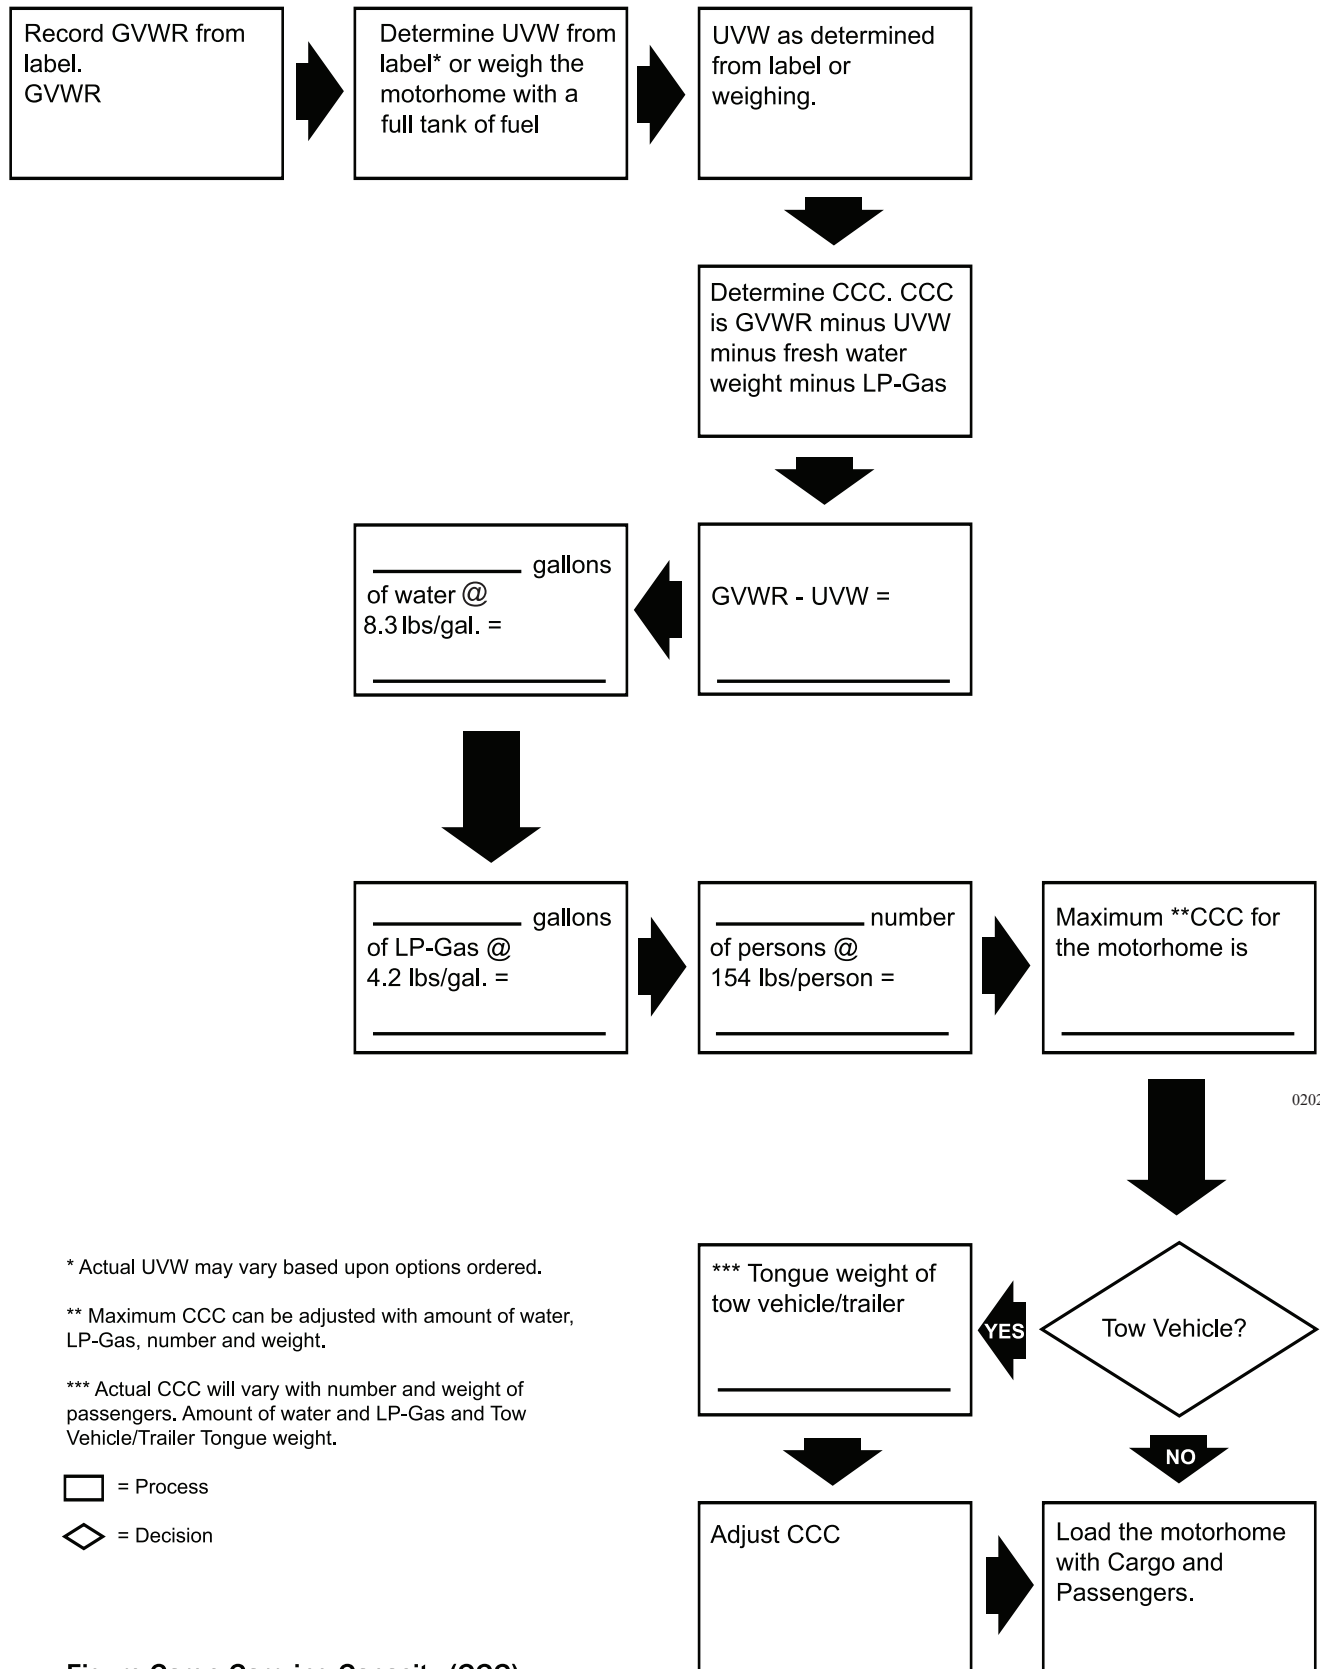 Record GVWR from
label.
GVWR
Determine UVW from
label* or weigh the
motorhome with a
full tank of fuel
UVW as determined
from label or
weighing.
Determine CCC. CCC
is GVWR minus UVW
minus fresh water
weight minus LP-Gas
GVWR - UVW =
gallons
of water @
8.3 lbs/gal. =
gallons
of LP-Gas @
4.2 lbs/gal. =
number
of persons @
154 lbs/person =
Maximum **CCC for
the motorhome is
0202
Tow Vehicle?
YES
*** Tongue weight of
tow vehicle/trailer
NO
Adjust CCC
Load the motorhome
with Cargo and
Passengers.
* Actual UVW may vary based upon options ordered.
** Maximum CCC can be adjusted with amount of water,
LP-Gas, number and weight.
*** Actual CCC will vary with number and weight of
passengers. Amount of water and LP-Gas and Tow
Vehicle/Trailer Tongue weight.
= Process
= Decision
Figure Cargo Carrying Capacity (CCC)